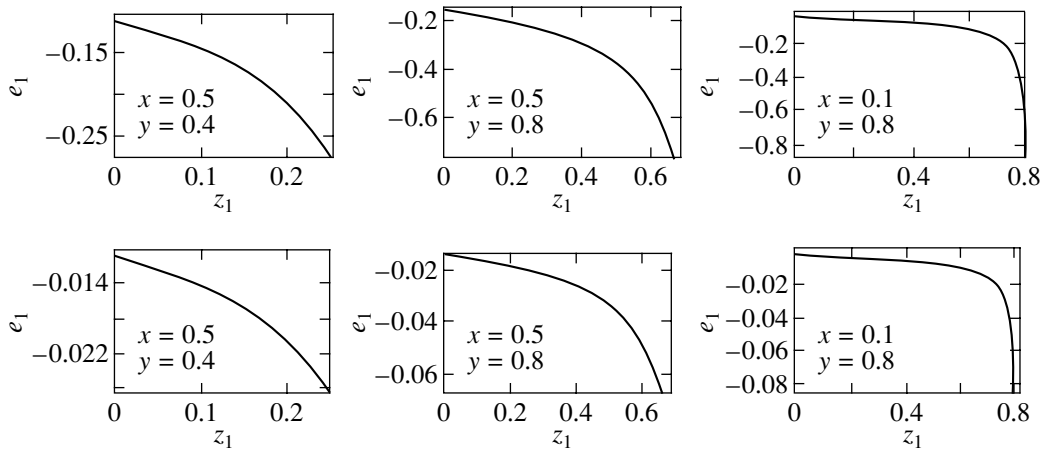 −0.15
−0.25
e₁
x = 0.5
y = 0.4
0 0.1 0.2
z₁
−0.2
−0.4
−0.6
e₁
x = 0.5
y = 0.8
0 0.2 0.4 0.6
z₁
−0.2
−0.4
−0.6
−0.8
e₁
x = 0.1
y = 0.8
0 0.4 0.8
z₁
−0.014
−0.022
e₁
x = 0.5
y = 0.4
0 0.1 0.2
z₁
−0.02
−0.04
−0.06
e₁
x = 0.5
y = 0.8
0 0.2 0.4 0.6
z₁
−0.02
−0.04
−0.06
−0.08
e₁
x = 0.1
y = 0.8
0 0.4 0.8
z₁